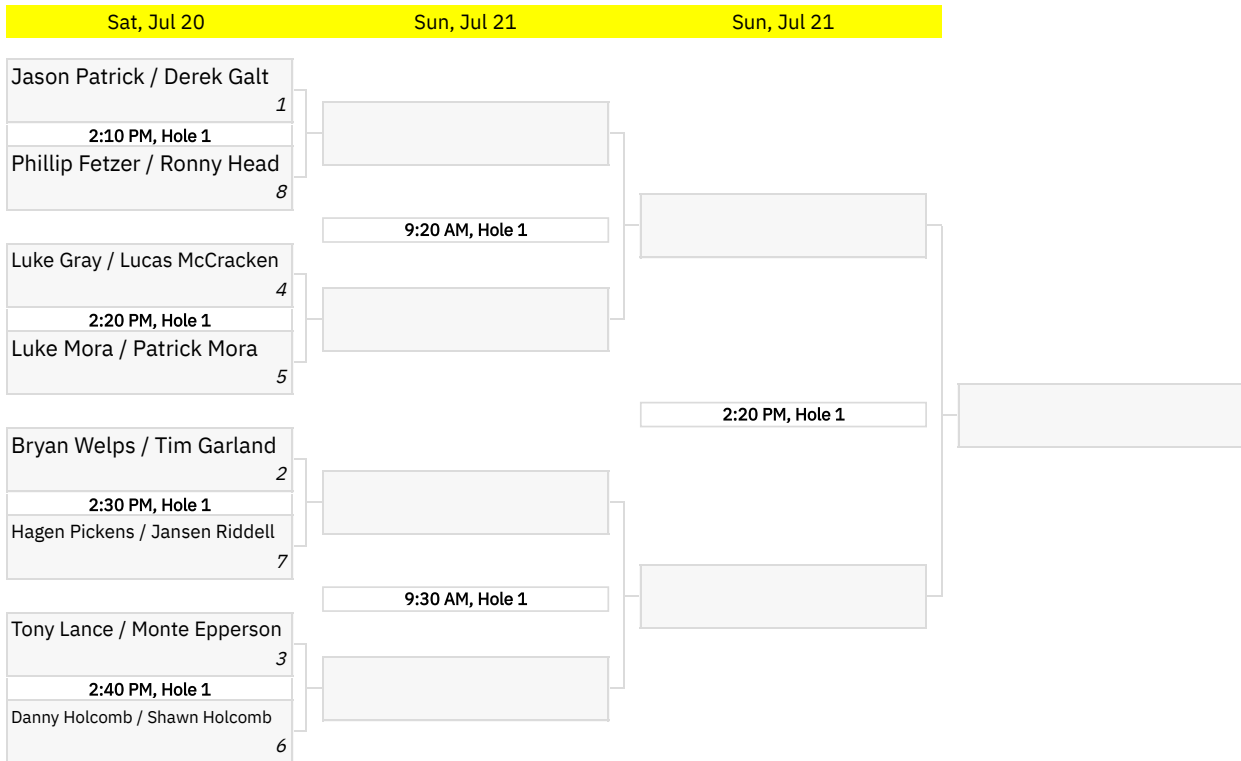 Sat, Jul 20
Sun, Jul 21
Sun, Jul 21
Jason Patrick / Derek Galt
1
2:10 PM, Hole 1
Phillip Fetzer / Ronny Head
8
9:20 AM, Hole 1
Luke Gray / Lucas McCracken
4
2:20 PM, Hole 1
Luke Mora / Patrick Mora
5
2:20 PM, Hole 1
Bryan Welps / Tim Garland
2
2:30 PM, Hole 1
Hagen Pickens / Jansen Riddell
7
9:30 AM, Hole 1
Tony Lance / Monte Epperson
3
2:40 PM, Hole 1
Danny Holcomb / Shawn Holcomb
6